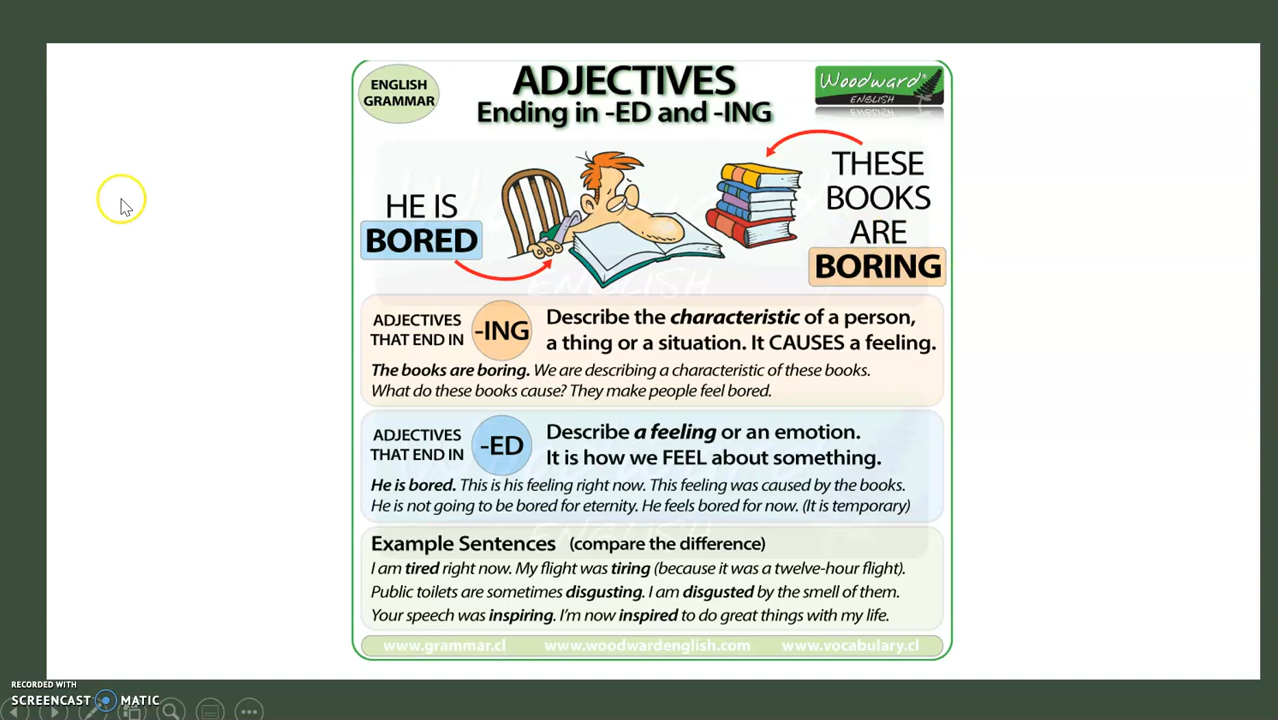 ENGLISH
GRAMMAR
ADJECTIVES
Ending in -ED and -ING
Woodward®
ENGLISH
HE IS
BORED
THESE
BOOKS
ARE
BORING
ADJECTIVES
THAT END IN
-ING
Describe the characteristic of a person,
a thing or a situation. It CAUSES a feeling.
The books are boring. We are describing a characteristic of these books.
What do these books cause? They make people feel bored.
ADJECTIVES
THAT END IN
-ED
Describe a feeling or an emotion.
It is how we FEEL about something.
He is bored. This is his feeling right now. This feeling was caused by the books.
He is not going to be bored for eternity. He feels bored for now. (It is temporary)
Example Sentences (compare the difference)
I am tired right now. My flight was tiring (because it was a twelve-hour flight).
Public toilets are sometimes disgusting. I am disgusted by the smell of them.
Your speech was inspiring. I'm now inspired to do great things with my life.
www.grammar.cl www.woodwardenglish.com www.vocabulary.cl
RECORDED WITH
SCREENCAST MATIC